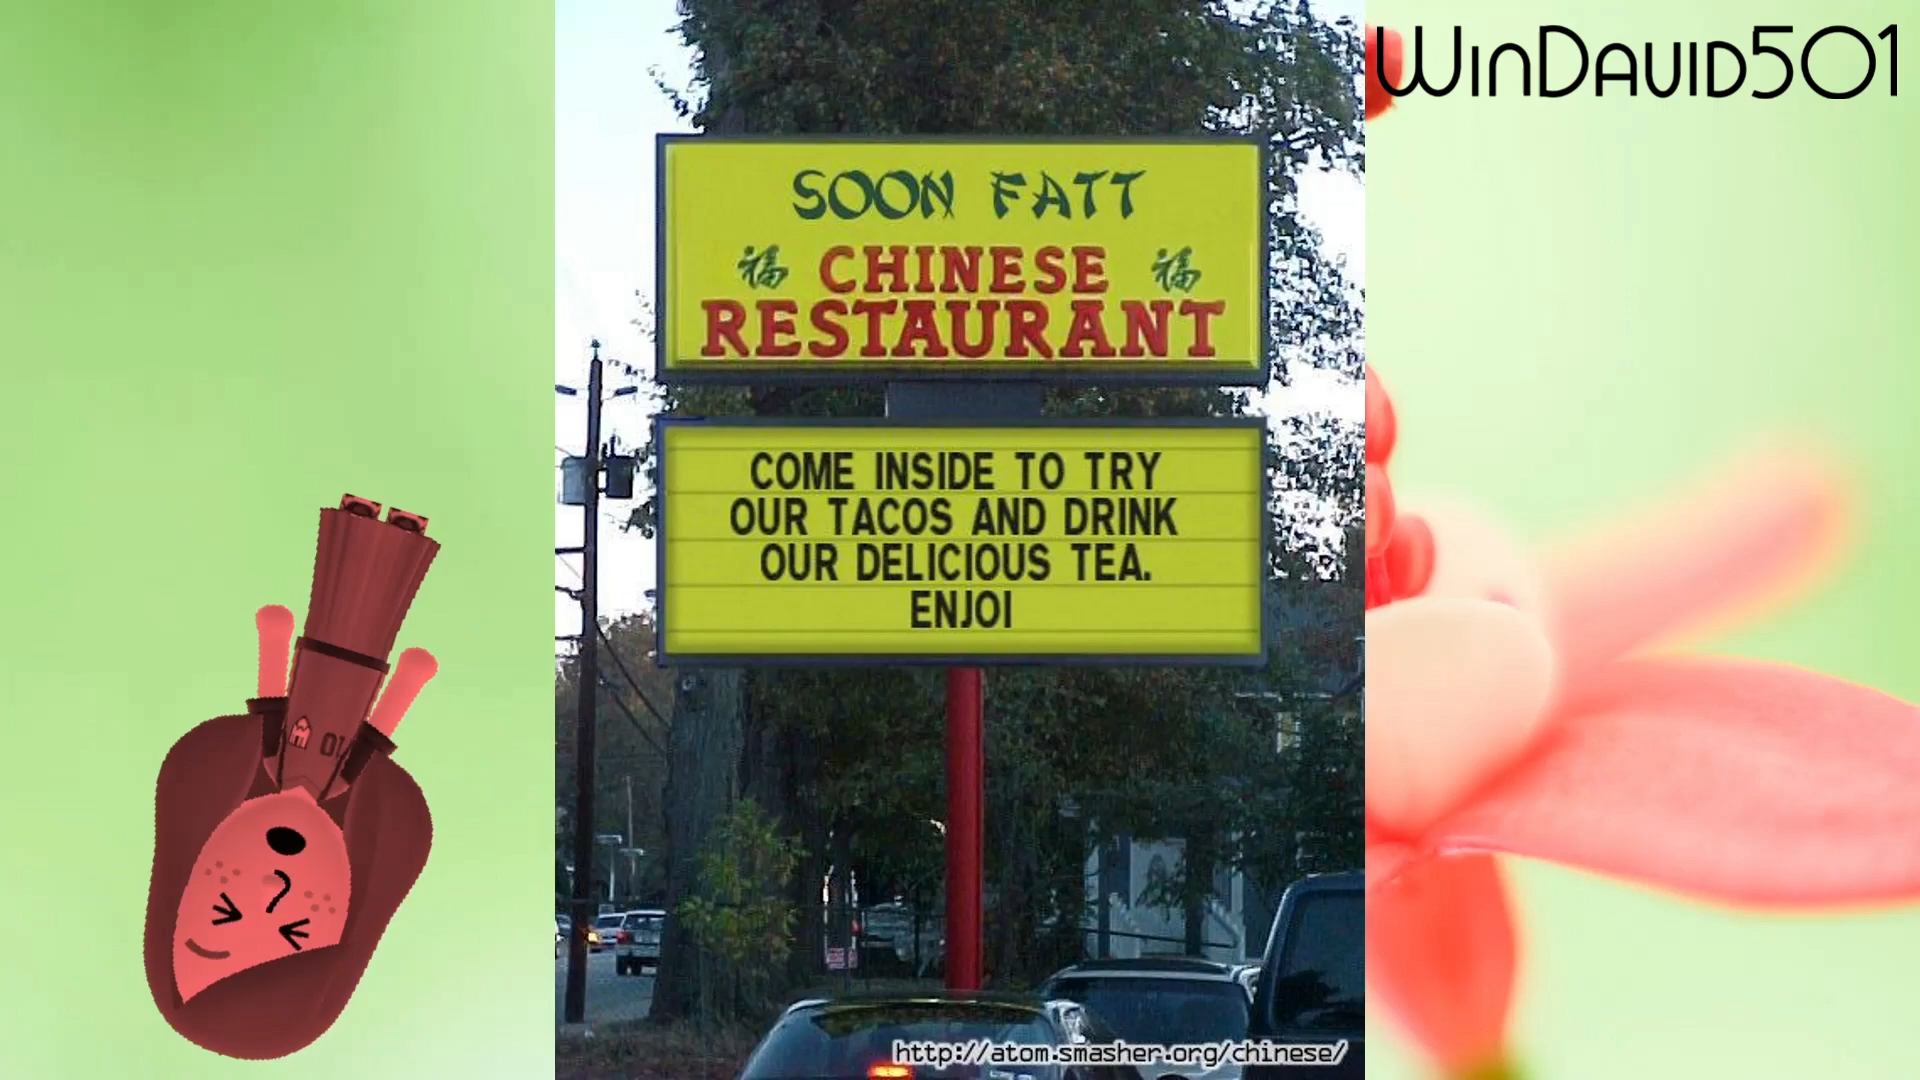 WinDavid501
SOON FATT
福 CHINESE 福
RESTAURANT
COME INSIDE TO TRY
OUR TACOS AND DRINK
OUR DELICIOUS TEA.
ENJOI
01
http://atom.smasher.org/chinese/